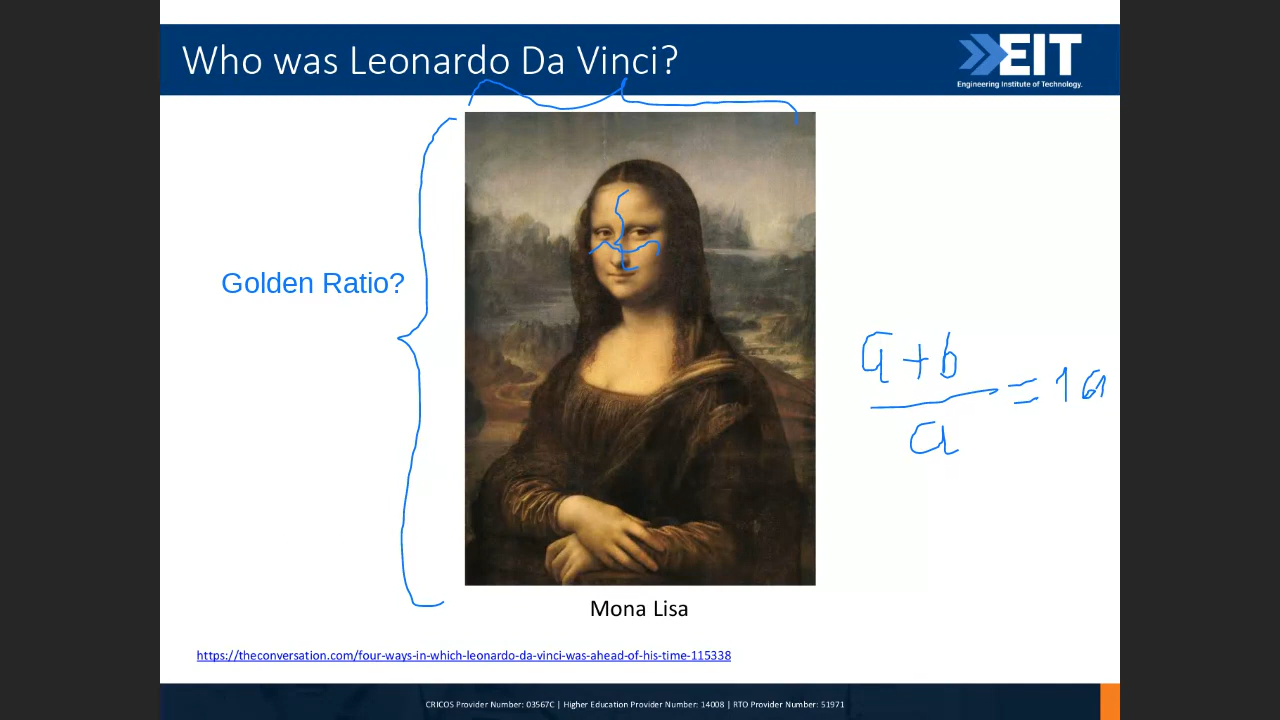 Who was Leonardo Da Vinci?
EIT
Engineering Institute of Technology.
Golden Ratio?
a + b
a
= 1 61
Mona Lisa
https://theconversation.com/four-ways-in-which-leonardo-da-vinci-was-ahead-of-his-time-115338
CRICOS Provider Number: 03567C | Higher Education Provider Number: 14008 | RTO Provider Number: 51971